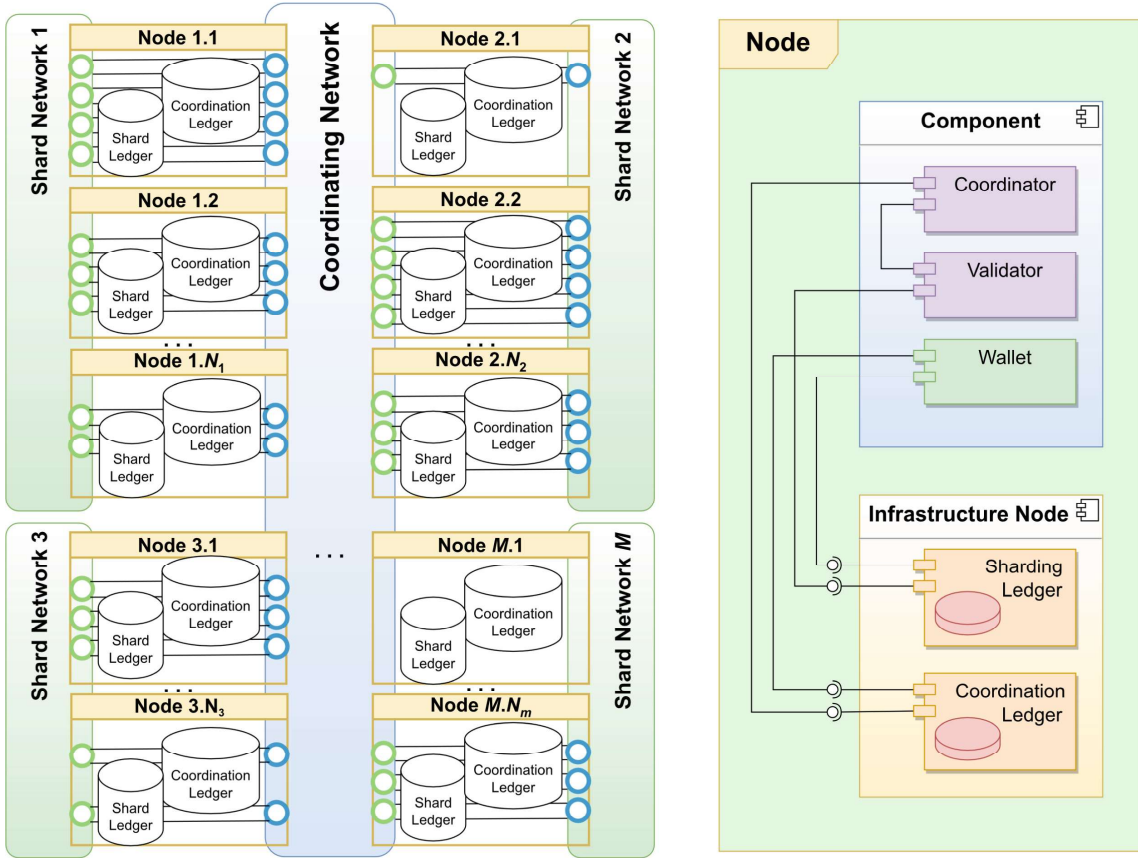 Shard Network 1
Node 1.1
Coordination
Ledger
Shard
Ledger
Node 1.2
Coordination
Ledger
Shard
Ledger
...
Node 1.N₁
Coordination
Ledger
Shard
Ledger
Coordinating Network
...
Node 2.1
Coordination
Ledger
Shard
Ledger
Node 2.2
Coordination
Ledger
Shard
Ledger
...
Node 2.N₂
Coordination
Ledger
Shard
Ledger
Shard Network 2
Shard Network 3
Node 3.1
Coordination
Ledger
Shard
Ledger
...
Node 3.N₃
Coordination
Ledger
Shard
Ledger
Node M.1
Coordination
Ledger
Shard
Ledger
...
Node M.Nₘ
Coordination
Ledger
Shard
Ledger
Shard Network M
Node
Component
Coordinator
Validator
Wallet
Infrastructure Node
Sharding
Ledger
Coordination
Ledger